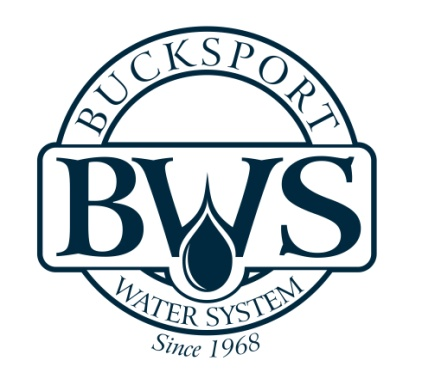 BUCKSPORT
BWS
WATER SYSTEM
Since 1968